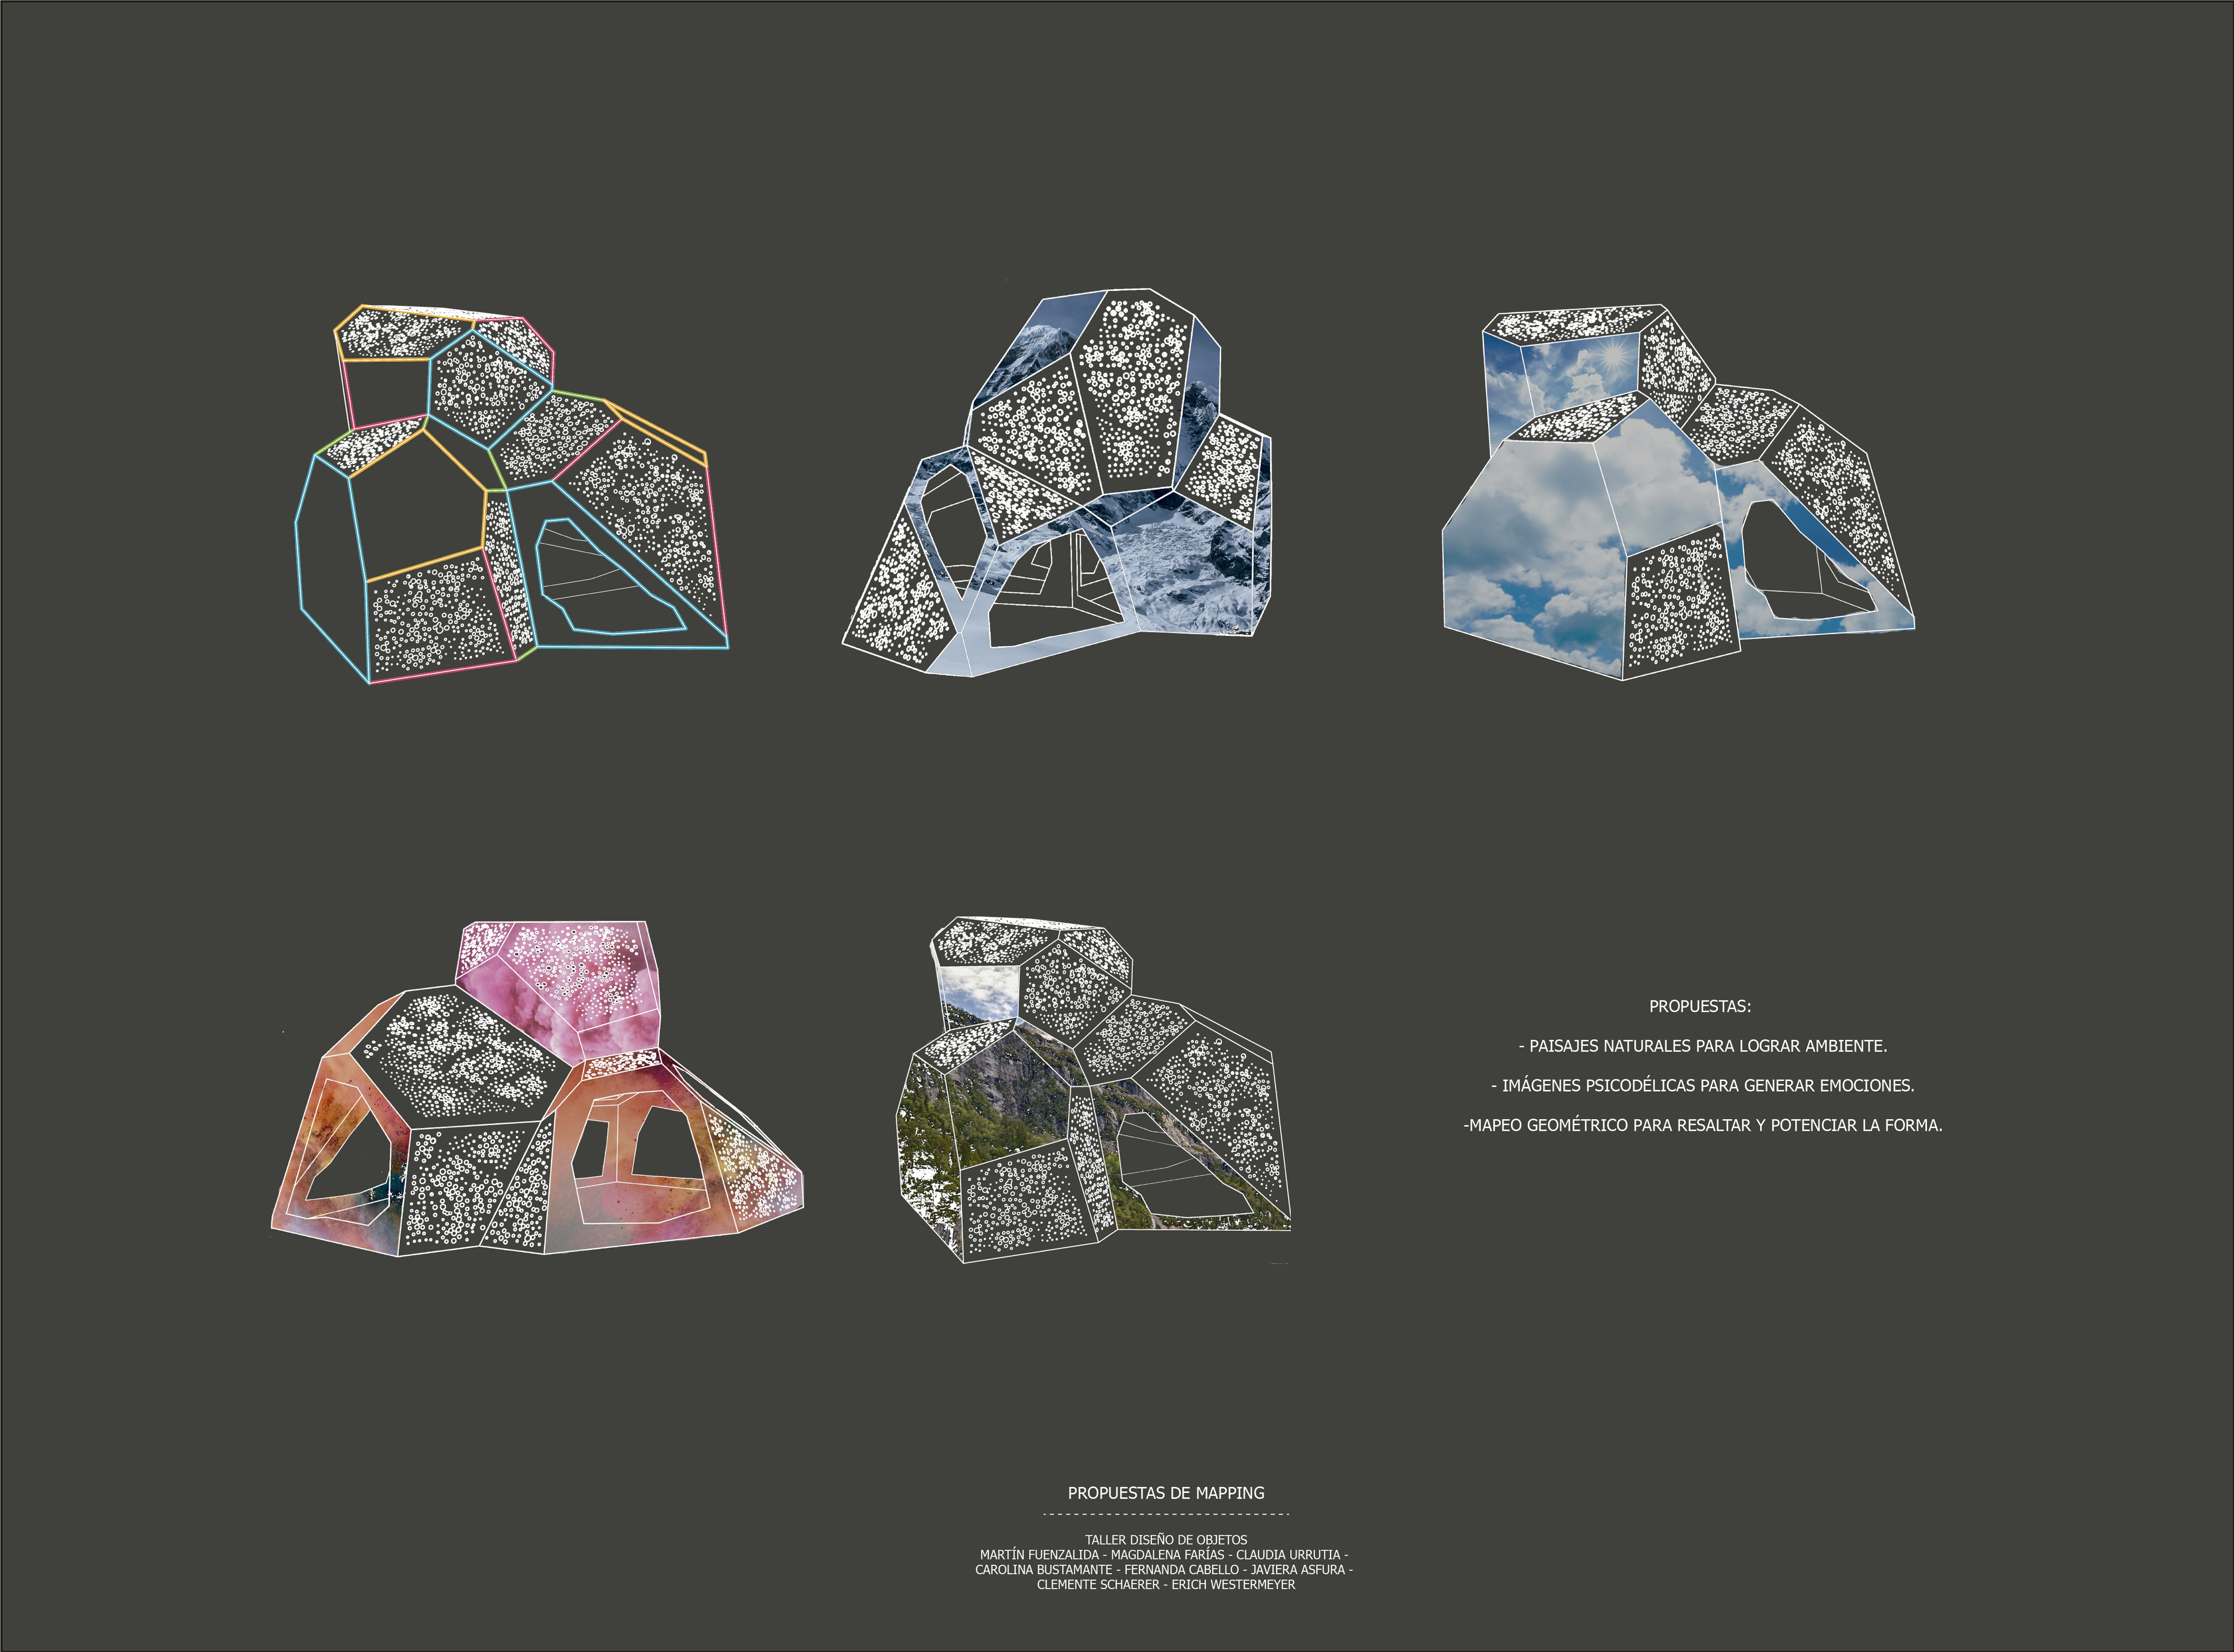 PROPUESTAS:
- PAISAJES NATURALES PARA LOGRAR AMBIENTE.
- IMÁGENES PSICODÉLICAS PARA GENERAR EMOCIONES.
-MAPEO GEOMÉTRICO PARA RESALTAR Y POTENCIAR LA FORMA.
PROPUESTAS DE MAPPING
TALLER DISEÑO DE OBJETOS
MARTÍN FUENZALIDA - MAGDALENA FARÍAS - CLAUDIA URRUTIA -
CAROLINA BUSTAMANTE - FERNANDA CABELLO - JAVIERA ASFURA -
CLEMENTE SCHAERER - ERICH WESTERMEYER